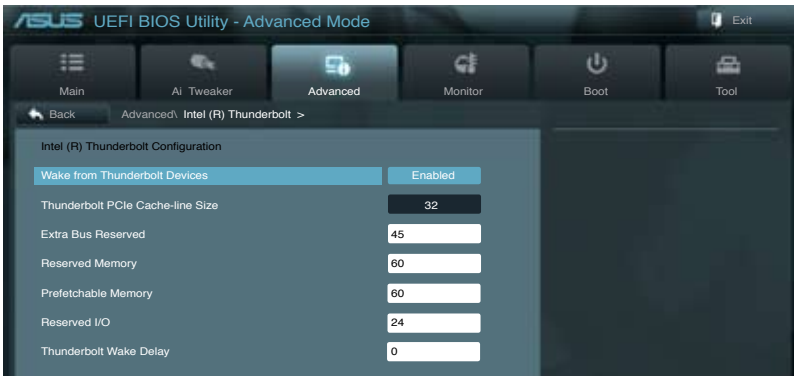 ASUS UEFI BIOS Utility - Advanced Mode Exit
Main Ai Tweaker Advanced Monitor Boot Tool
Back Advanced\ Intel (R) Thunderbolt >
Intel (R) Thunderbolt Configuration
Wake from Thunderbolt Devices Enabled
Thunderbolt PCIe Cache-line Size 32
Extra Bus Reserved 45
Reserved Memory 60
Prefetchable Memory 60
Reserved I/O 24
Thunderbolt Wake Delay 0